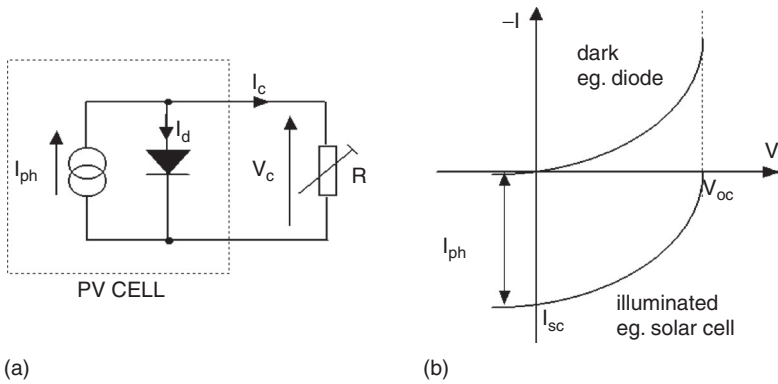 I_c
I_d
I_ph
V_c
R
PV CELL
(a)
–I
dark
eg. diode
V
V_oc
I_ph
I_sc
illuminated
eg. solar cell
(b)